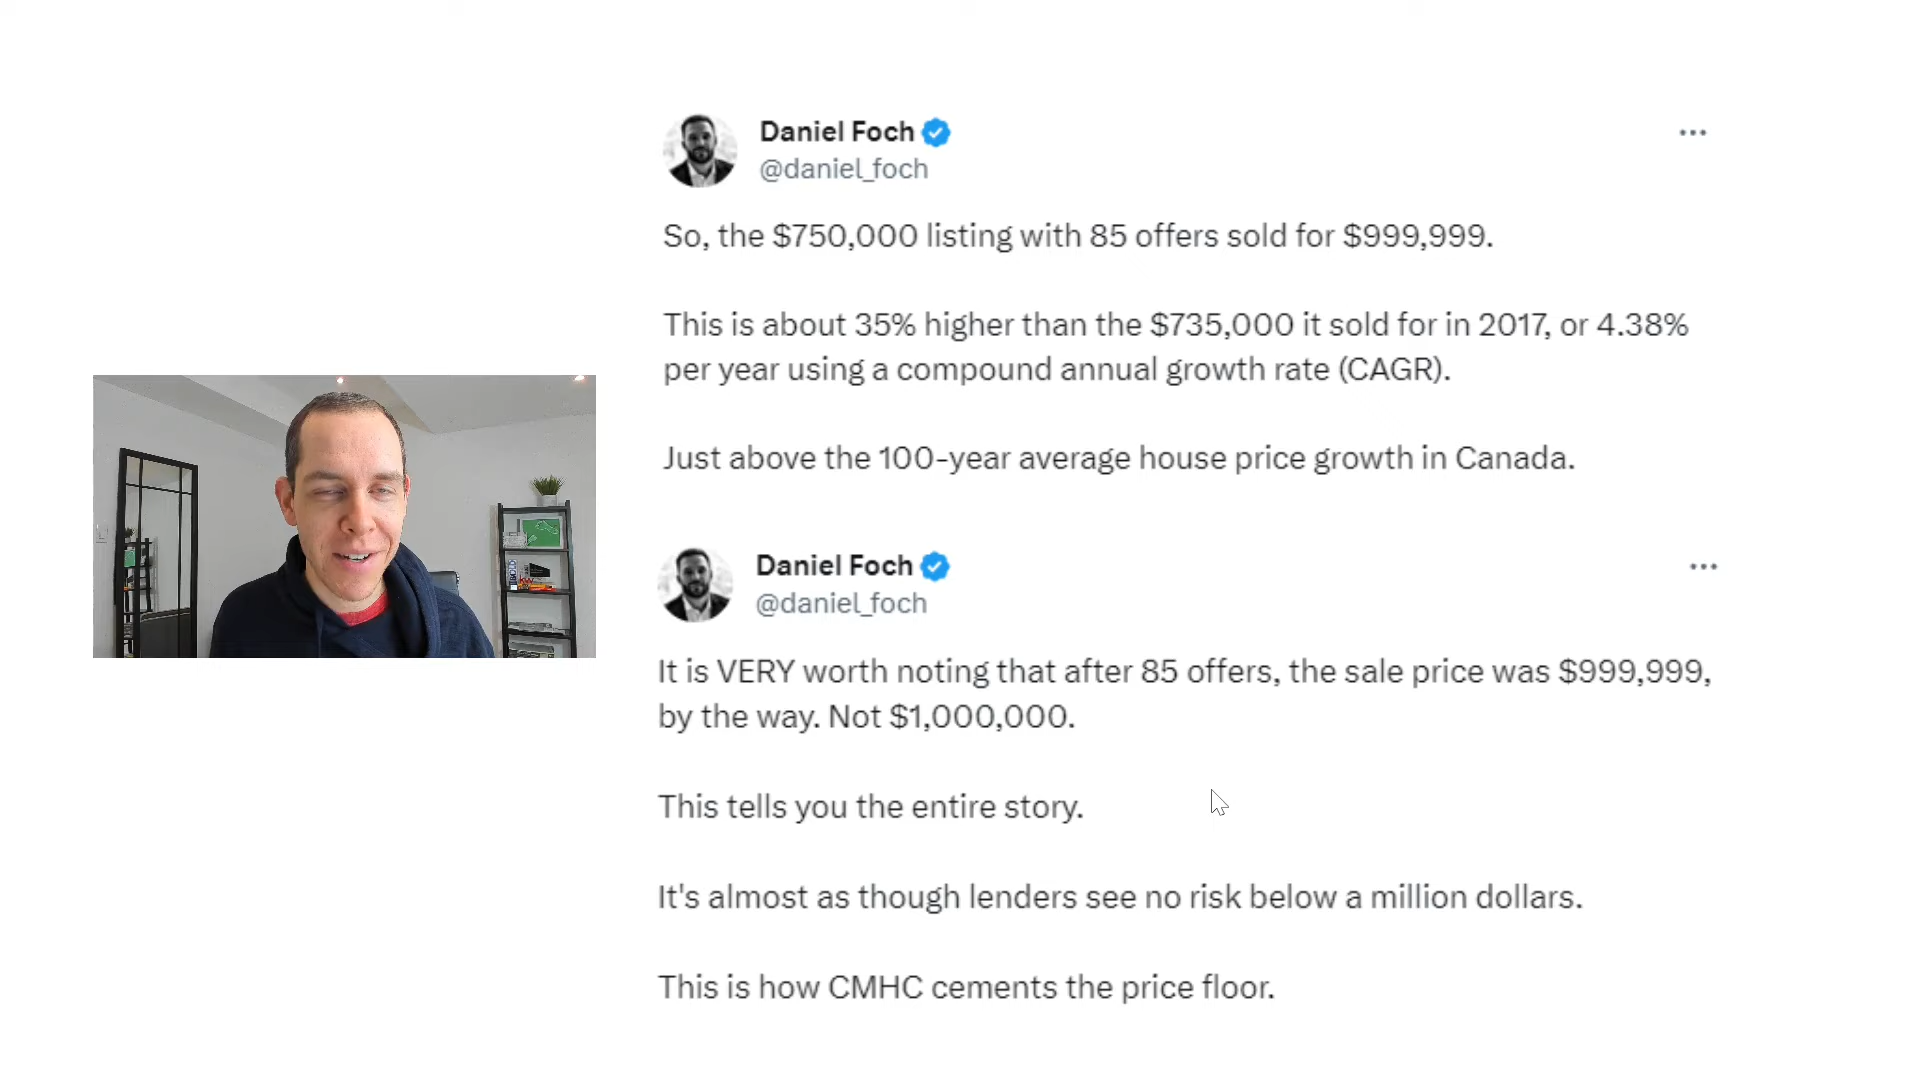 Daniel Foch
@daniel_foch
So, the $750,000 listing with 85 offers sold for $999,999.
This is about 35% higher than the $735,000 it sold for in 2017, or 4.38%
per year using a compound annual growth rate (CAGR).
Just above the 100-year average house price growth in Canada.
Daniel Foch
@daniel_foch
It is VERY worth noting that after 85 offers, the sale price was $999,999,
by the way. Not $1,000,000.
This tells you the entire story.
It's almost as though lenders see no risk below a million dollars.
This is how CMHC cements the price floor.